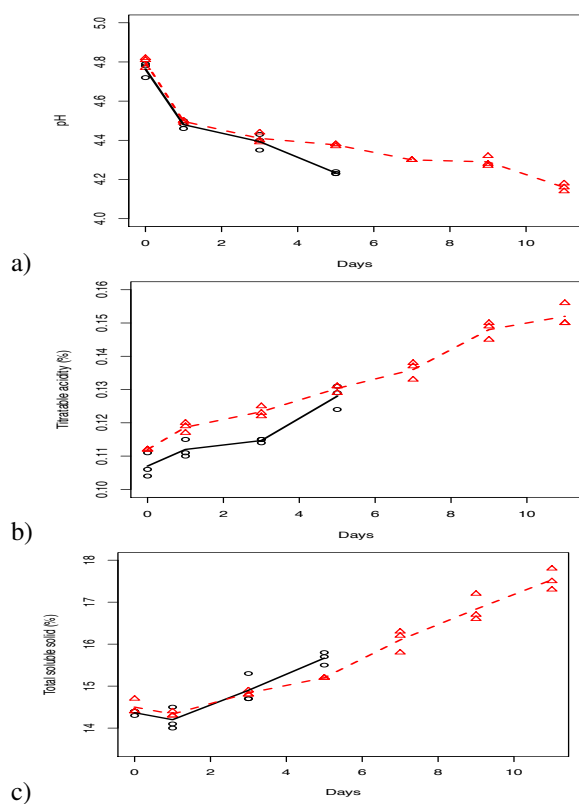 5.0
4.8
4.6
4.4
4.2
4.0
pH
0 2 4 6 8 10
Days
a)
0.16
0.15
0.14
0.13
0.12
0.11
0.10
Titratable acidity (%)
0 2 4 6 8 10
Days
b)
18
17
16
15
14
Total soluble solid (%)
0 2 4 6 8 10
Days
c)